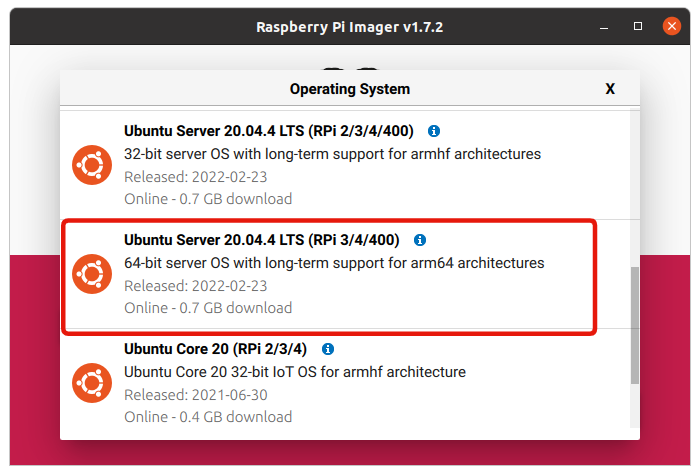 Raspberry Pi Imager v1.7.2
Operating System
X
Ubuntu Server 20.04.4 LTS (RPi 2/3/4/400)
32-bit server OS with long-term support for armhf architectures
Released: 2022-02-23
Online - 0.7 GB download
Ubuntu Server 20.04.4 LTS (RPi 3/4/400)
64-bit server OS with long-term support for arm64 architectures
Released: 2022-02-23
Online - 0.7 GB download
Ubuntu Core 20 (RPi 2/3/4)
Ubuntu Core 20 32-bit IoT OS for armhf architecture
Released: 2021-06-30
Online - 0.4 GB download